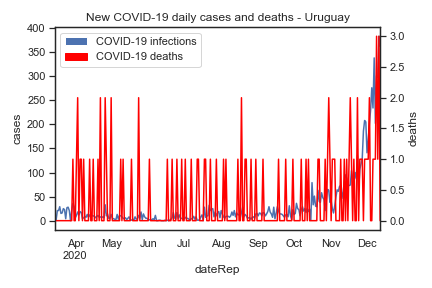 New COVID-19 daily cases and deaths - Uruguay
COVID-19 infections
COVID-19 deaths
cases
400
350
300
250
200
150
100
50
0
deaths
3.0
2.5
2.0
1.5
1.0
0.5
0.0
Apr May Jun Jul Aug Sep Oct Nov Dec
2020
dateRep